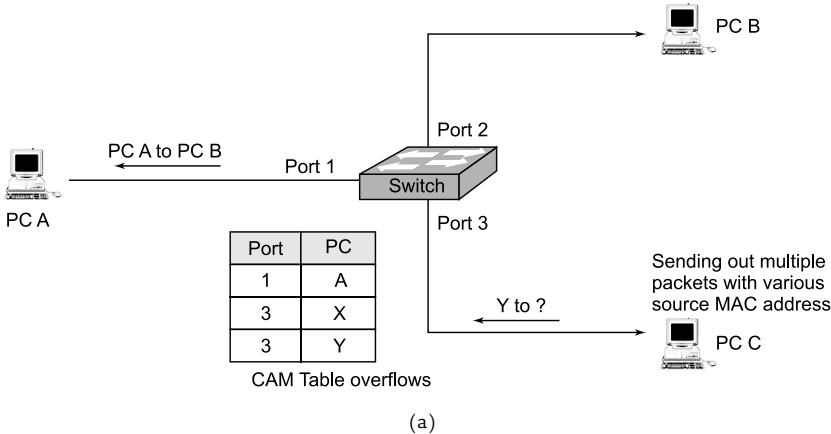 PC B
Port 2
PC A to PC B
Port 1
Switch
PC A
Port 3
Port PC
1 A
3 X
3 Y
CAM Table overflows
Sending out multiple
packets with various
source MAC address
Y to ?
PC C
(a)